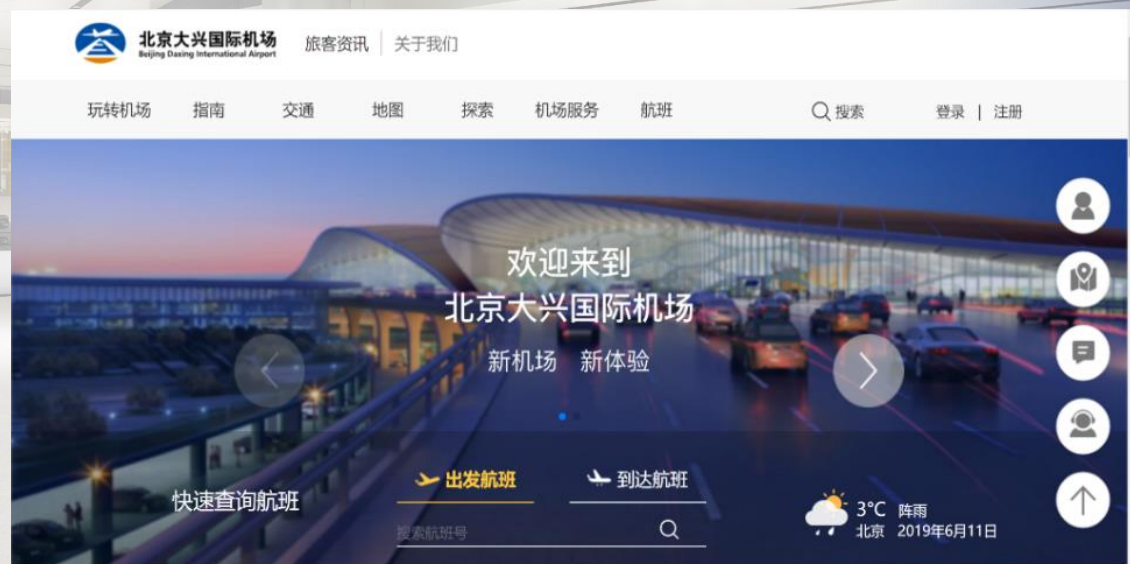 北京大兴国际机场
Beijing Daxing International Airport
旅客资讯 关于我们
玩转机场 指南 交通 地图 探索 机场服务 航班 搜索 登录 | 注册
欢迎来到
北京大兴国际机场
新机场 新体验
快速查询航班
出发航班 到达航班
搜索航班号
3°C 阵雨
北京 2019年6月11日